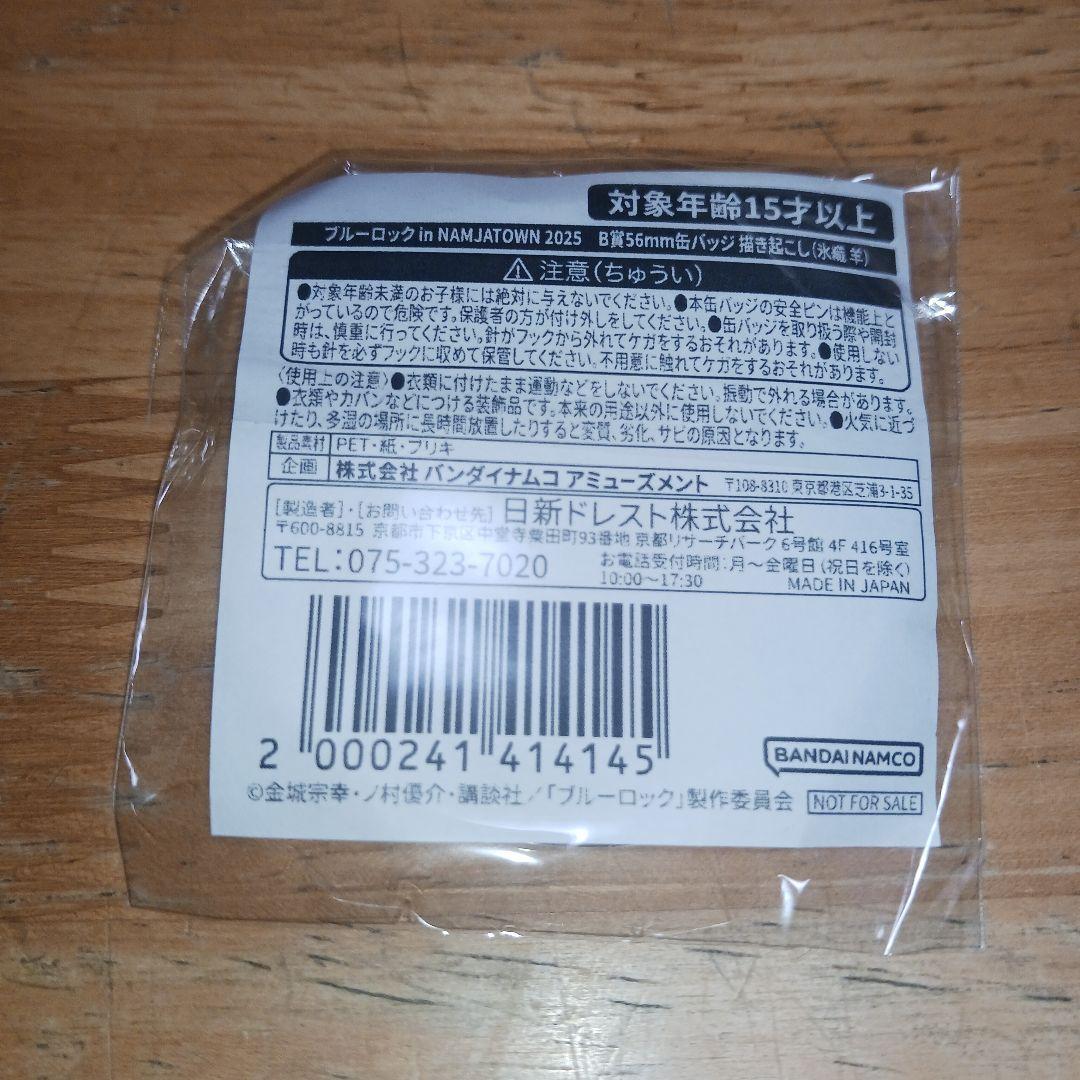 対象年齢15才以上
ブルーロック in NAMJATOWN 2025 B賞56mm缶バッジ 描き起こし(氷織 羊)
⚠ 注意(ちゅうい)
●対象年齢未満のお子様には絶対に与えないでください。●本缶バッジの安全ピンは機能上と
がっているので危険です。保護者の方が付け外しをしてください。●缶バッジを取り扱う際や開封
時は、慎重に行ってください。針がフックから外れてケガをするおそれがあります。●使用しない
時も針を必ずフックに収めて保管してください。不用意に触れてケガをするおそれがあります。
〈使用上の注意〉●衣類に付けたまま運動などをしないでください。振動で外れる場合があります。
●衣類やカバンなどにつける装飾品です。本来の用途以外に使用しないでください。●火気に近づ
けたり、多湿の場所に長時間放置したりすると変質、劣化、サビの原因となります。
製品素材 PET・紙・ブリキ
企画 株式会社 バンダイナムコ アミューズメント 〒108-8310 東京都港区芝浦3-1-35
[製造者]・[お問い合わせ先] 日新ドレスト株式会社
〒600-8815 京都市下京区中堂寺粟田町93番地 京都リサーチパーク 6号館 4F 416号室
TEL:075-323-7020 お電話受付時間:月〜金曜日(祝日を除く)
10:00〜17:30 MADE IN JAPAN
2 000241 414145
BANDAI NAMCO
©金城宗幸・ノ村優介・講談社/「ブルーロック」製作委員会 NOT FOR SALE